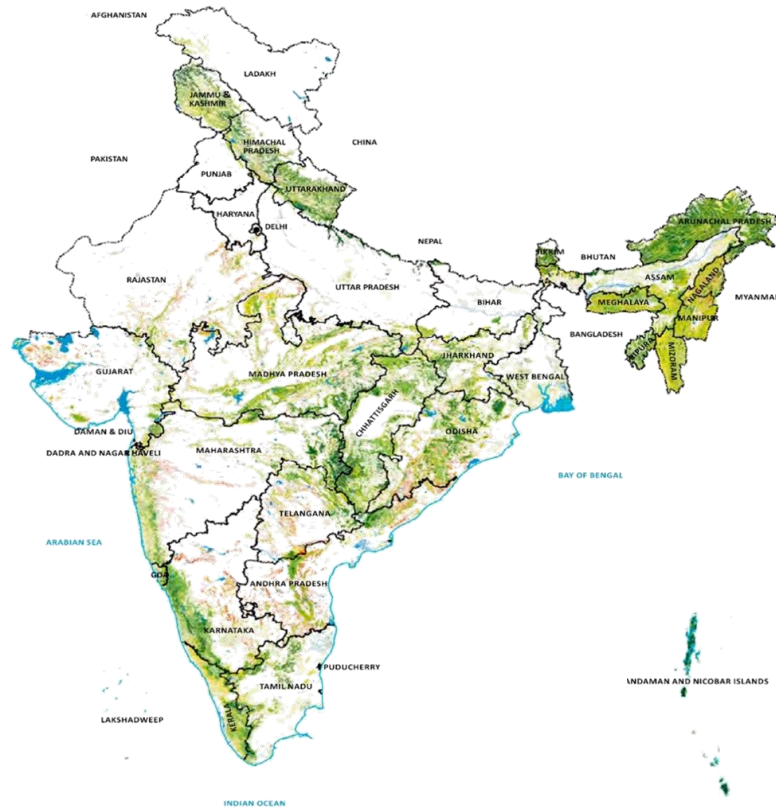 AFGHANISTAN
LADAKH
JAMMU &
KASHMIR
HIMACHAL
PRADESH
CHINA
PAKISTAN
PUNJAB
UTTARAKHAND
HARYANA
DELHI
ARUNACHAL PRADESH
NEPAL
SIKKIM
BHUTAN
RAJASTAN
UTTAR PRADESH
ASSAM
NAGALAND
BIHAR
MEGHALAYA
MYANMAR
MANIPUR
BANGLADESH
TRIPURA
MIZORAM
GUJARAT
MADHYA PRADESH
JHARKHAND
WEST BENGAL
CHHATTISGARH
DAMAN & DIU
ODISHA
DADRA AND NAGAR HAVELI
MAHARASHTRA
BAY OF BENGAL
TELANGANA
ARABIAN SEA
GOA
ANDHRA PRADESH
KARNATAKA
PUDUCHERRY
TAMIL NADU
ANDAMAN AND NICOBAR ISLANDS
LAKSHADWEEP
KERALA
INDIAN OCEAN